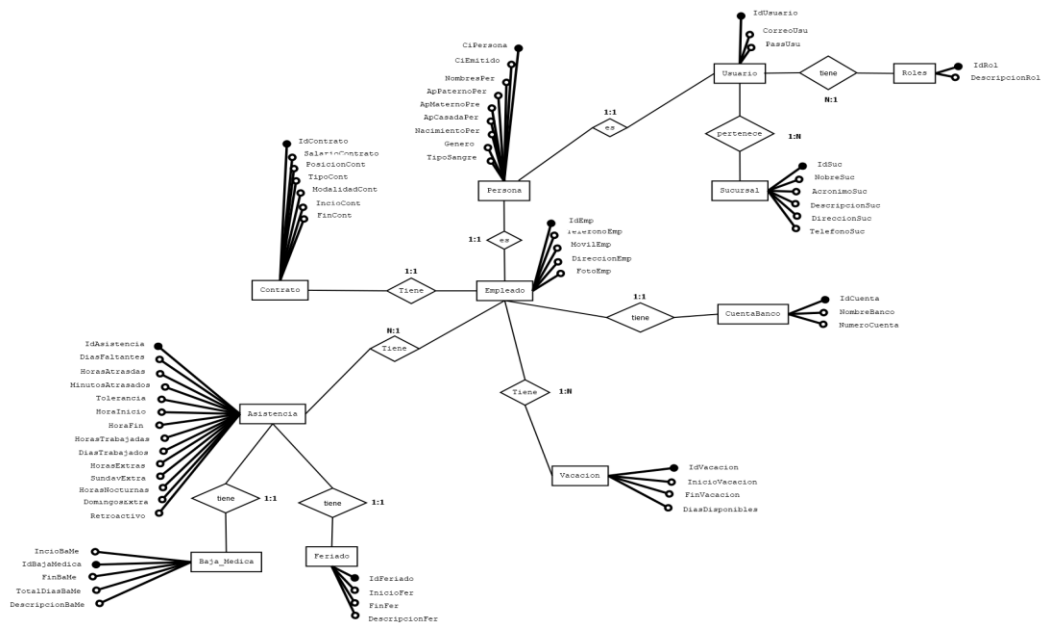 IdUsuario
CorreoUsu
PassUsu
Usuario
tiene
N:1
Roles
IdRol
DescripcionRol
CiPersona
CiEmitido
NombresPer
ApPaternoPer
ApMaternoPre
ApCasadaPer
NacimientoPer
Genero
TipoSangre
1:1
es
pertenece
1:N
Persona
Sucursal
IdSuc
NobreSuc
AcronimoSuc
DescripcionSuc
DireccionSuc
TelefonoSuc
IdContrato
SalarioContrato
PosicionCont
TipoCont
ModalidadCont
IncioCont
FinCont
1:1
es
IdEmp
TelefonoEmp
MovilEmp
DireccionEmp
FotoEmp
Contrato
1:1
Tiene
Empleado
1:1
tiene
CuentaBanco
IdCuenta
NombreBanco
NumeroCuenta
N:1
Tiene
IdAsistencia
DiasFaltantes
HorasAtrasdas
MinutosAtrasados
Tolerancia
HoraInicio
HoraFin
HorasTrabajadas
DiasTrabajados
HorasExtras
SundayExtra
HorasNocturnas
DomingosExtra
Retroactivo
Asistencia
Tiene
1:N
Vacacion
IdVacacion
InicioVacacion
FinVacacion
DiasDisponibles
tiene
1:1
tiene
1:1
IncioBaMe
IdBajaMedica
FinBaMe
TotalDiasBaMe
DescripcionBaMe
Baja_Medica
Feriado
IdFeriado
InicioFer
FinFer
DescripcionFer